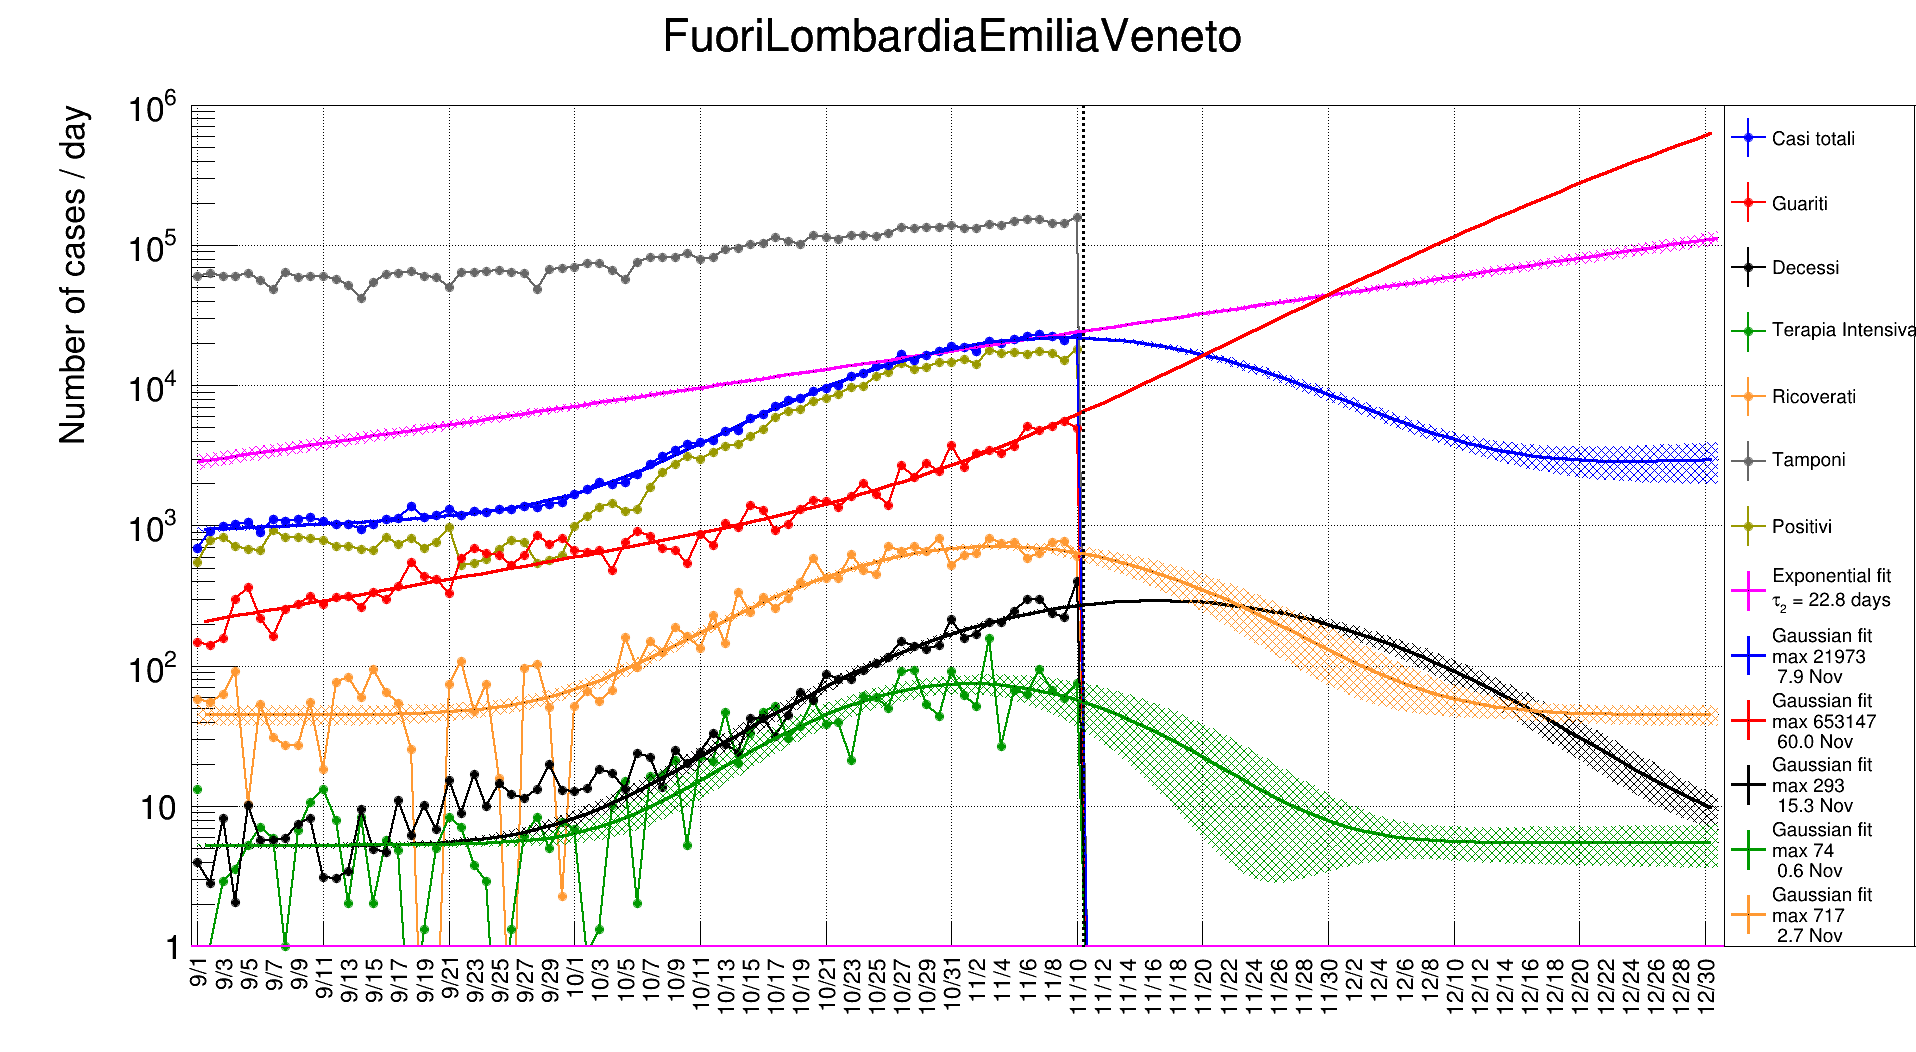 FuoriLombardiaEmiliaVeneto
Number of cases / day
10^6
10^5
10^4
10^3
10^2
10
1
9/1
9/3
9/5
9/7
9/9
9/11
9/13
9/15
9/17
9/19
9/21
9/23
9/25
9/27
9/29
10/1
10/3
10/5
10/7
10/9
10/11
10/13
10/15
10/17
10/19
10/21
10/23
10/25
10/27
10/29
10/31
11/2
11/4
11/6
11/8
11/10
11/12
11/14
11/16
11/18
11/20
11/22
11/24
11/26
11/28
11/30
12/2
12/4
12/6
12/8
12/10
12/12
12/14
12/16
12/18
12/20
12/22
12/24
12/26
12/28
12/30
Casi totali
Guariti
Decessi
Terapia Intensiva
Ricoverati
Tamponi
Positivi
Exponential fit
τ₂ = 22.8 days
Gaussian fit
max 21973
7.9 Nov
Gaussian fit
max 653147
60.0 Nov
Gaussian fit
max 293
15.3 Nov
Gaussian fit
max 74
0.6 Nov
Gaussian fit
max 717
2.7 Nov